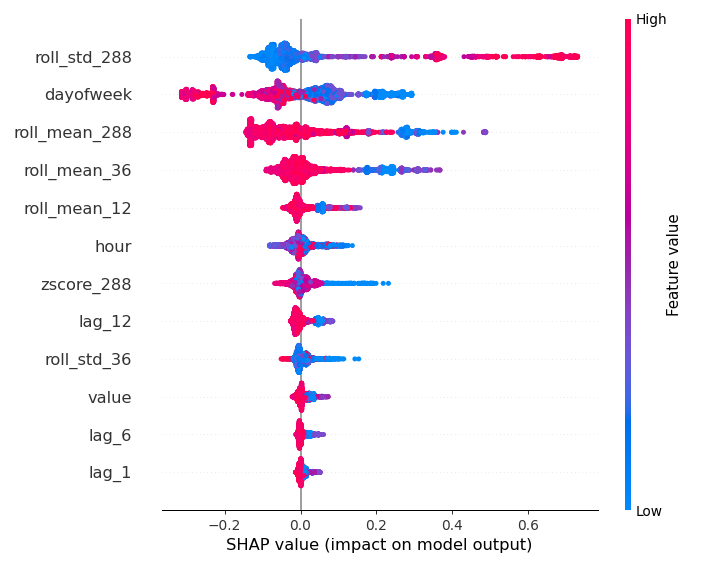 High
roll_std_288
dayofweek
roll_mean_288
roll_mean_36
roll_mean_12
hour
zscore_288
lag_12
roll_std_36
value
lag_6
lag_1
Feature value
Low
−0.2 0.0 0.2 0.4 0.6
SHAP value (impact on model output)